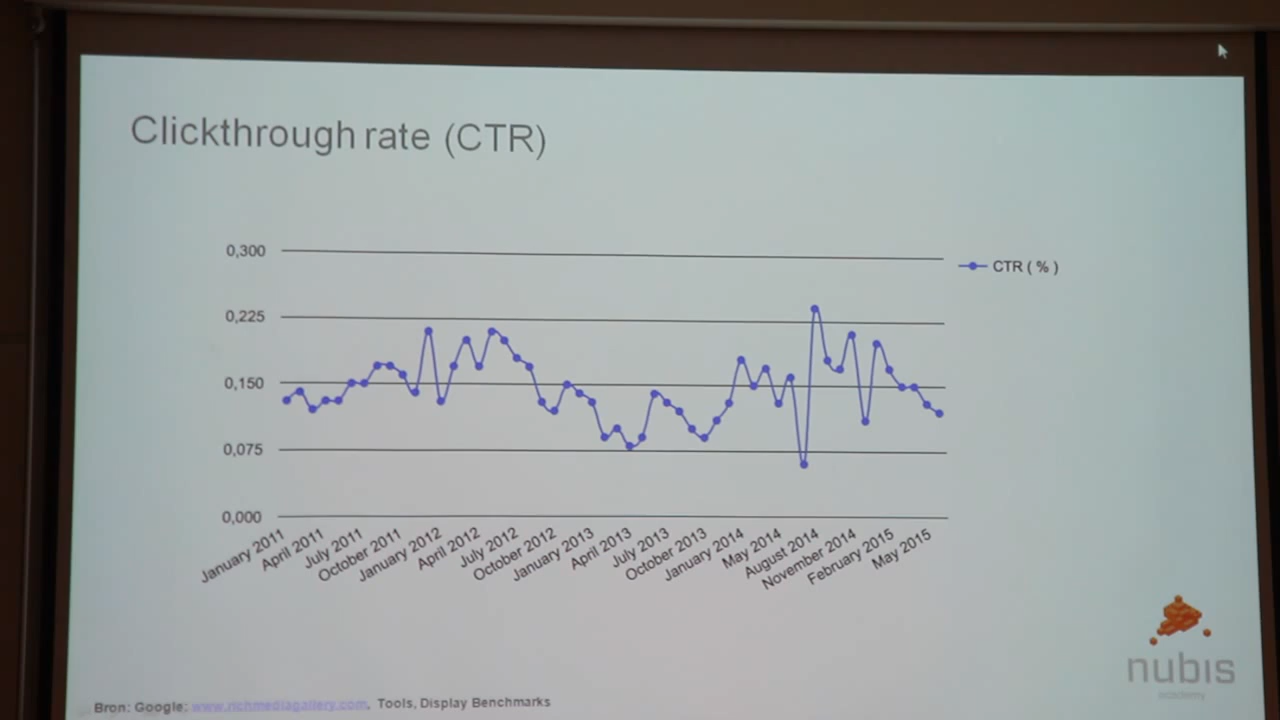 Clickthrough rate (CTR)
0,300
0,225
0,150
0,075
0,000
CTR ( % )
January 2011
April 2011
July 2011
October 2011
January 2012
April 2012
July 2012
October 2012
January 2013
April 2013
July 2013
October 2013
January 2014
May 2014
August 2014
November 2014
February 2015
May 2015
nubis
academy
Bron: Google: www.richmediagallery.com, Tools, Display Benchmarks